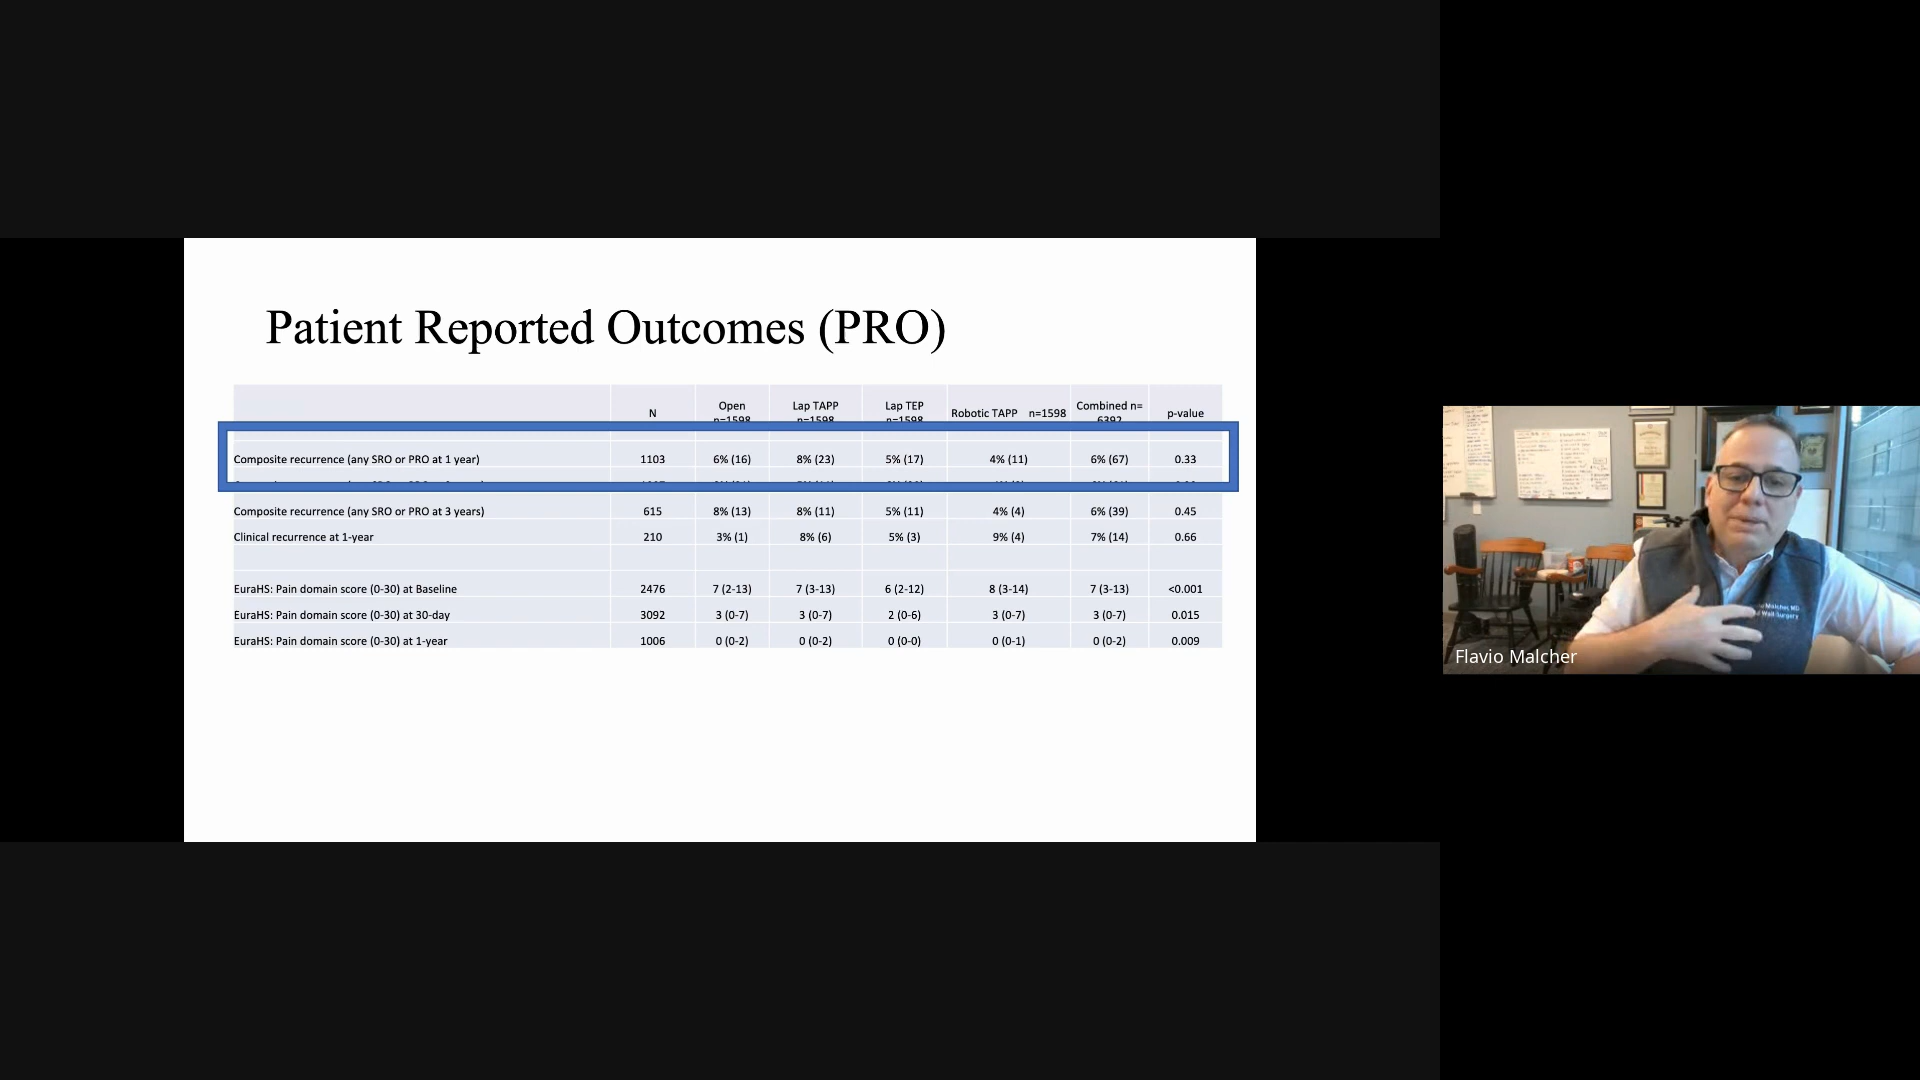 Patient Reported Outcomes (PRO)
N Open n=1598 Lap TAPP n=1598 Lap TEP n=1598 Robotic TAPP n=1598 Combined n= 6392 p-value
Composite recurrence (any SRO or PRO at 1 year) 1103 6% (16) 8% (23) 5% (17) 4% (11) 6% (67) 0.33
Composite recurrence (any SRO or PRO at 3 years) 615 8% (13) 8% (11) 5% (11) 4% (4) 6% (39) 0.45
Clinical recurrence at 1-year 210 3% (1) 8% (6) 5% (3) 9% (4) 7% (14) 0.66
EuraHS: Pain domain score (0-30) at Baseline 2476 7 (2-13) 7 (3-13) 6 (2-12) 8 (3-14) 7 (3-13) <0.001
EuraHS: Pain domain score (0-30) at 30-day 3092 3 (0-7) 3 (0-7) 2 (0-6) 3 (0-7) 3 (0-7) 0.015
EuraHS: Pain domain score (0-30) at 1-year 1006 0 (0-2) 0 (0-2) 0 (0-0) 0 (0-1) 0 (0-2) 0.009
Malcher, MD
Wall Surgery
Flavio Malcher